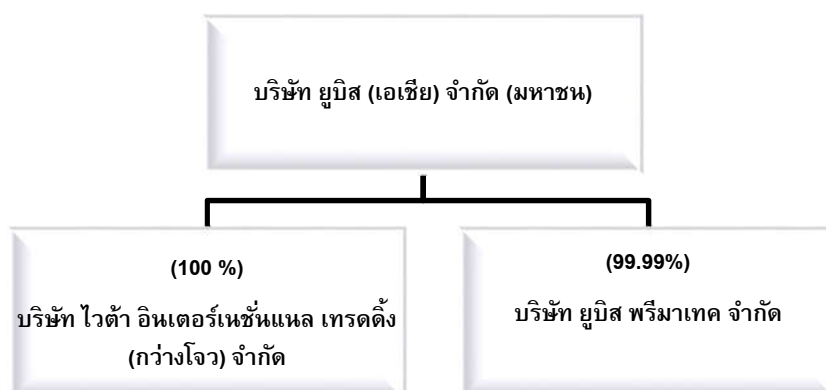 บริษัท ยูบิส (เอเชีย) จำกัด (มหาชน)
(100 %)
บริษัท ไวต้า อินเตอร์เนชั่นแนล เทรดดิ้ง
(กว่างโจว) จำกัด
(99.99%)
บริษัท ยูบิส พรีมาเทค จำกัด